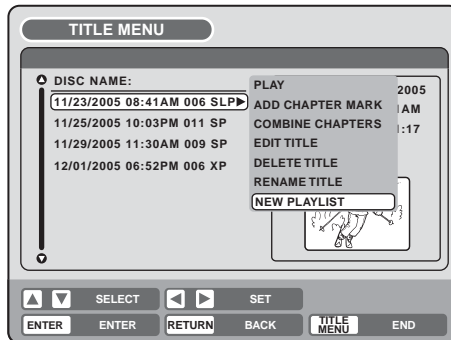 TITLE MENU
DISC NAME:
11/23/2005 08:41AM 006 SLP
11/25/2005 10:03PM 011 SP
11/29/2005 11:30AM 009 SP
12/01/2005 06:52PM 006 XP
PLAY
ADD CHAPTER MARK
COMBINE CHAPTERS
EDIT TITLE
DELETE TITLE
RENAME TITLE
NEW PLAYLIST
2005
AM
:17
SELECT SET
ENTER ENTER RETURN BACK TITLE MENU END